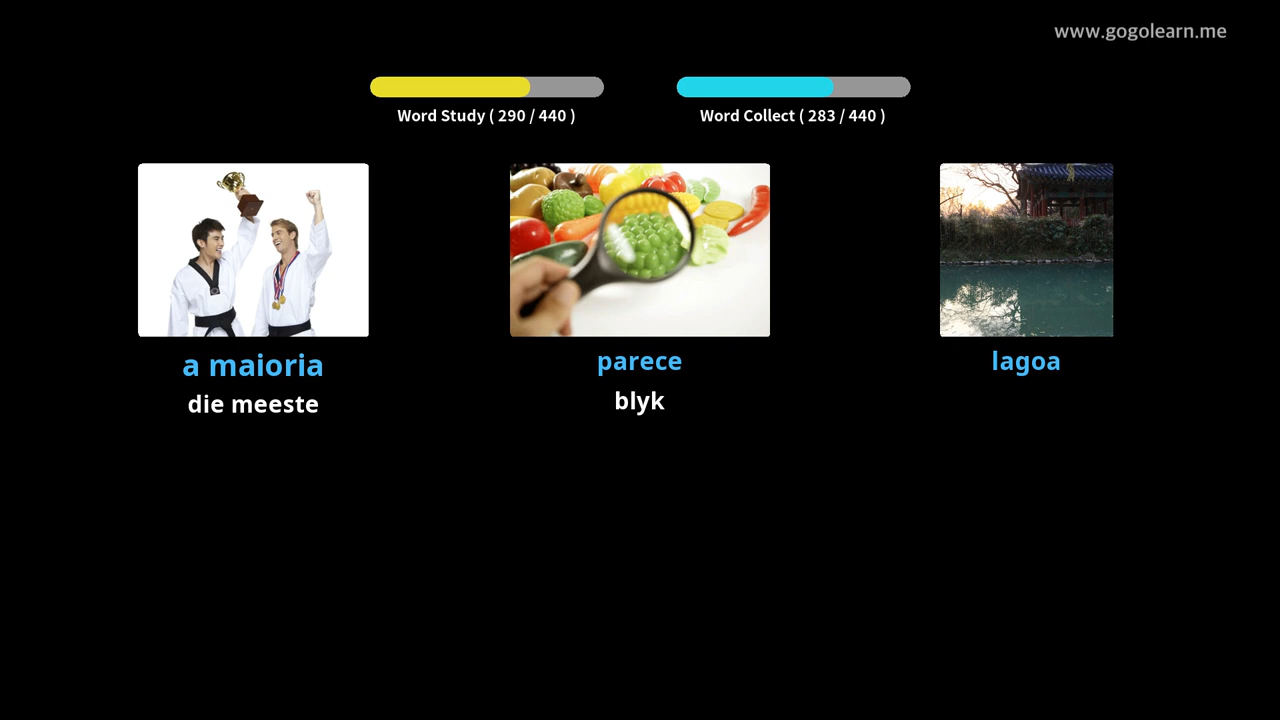 www.gogolearn.me
Word Study ( 290 / 440 )
Word Collect ( 283 / 440 )
a maioria
die meeste
parece
blyk
lagoa